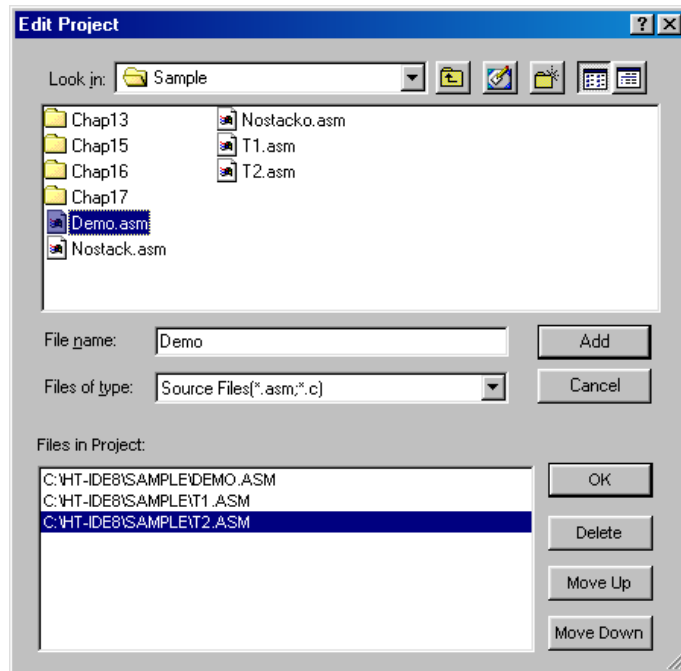 Edit Project
Look in: Sample
Chap13 Nostacko.asm
Chap15 T1.asm
Chap16 T2.asm
Chap17
Demo.asm
Nostack.asm
File name: Demo Add
Files of type: Source Files(*.asm;*.c) Cancel
Files in Project:
C:\HT-IDE8\SAMPLE\DEMO.ASM OK
C:\HT-IDE8\SAMPLE\T1.ASM
C:\HT-IDE8\SAMPLE\T2.ASM
Delete
Move Up
Move Down